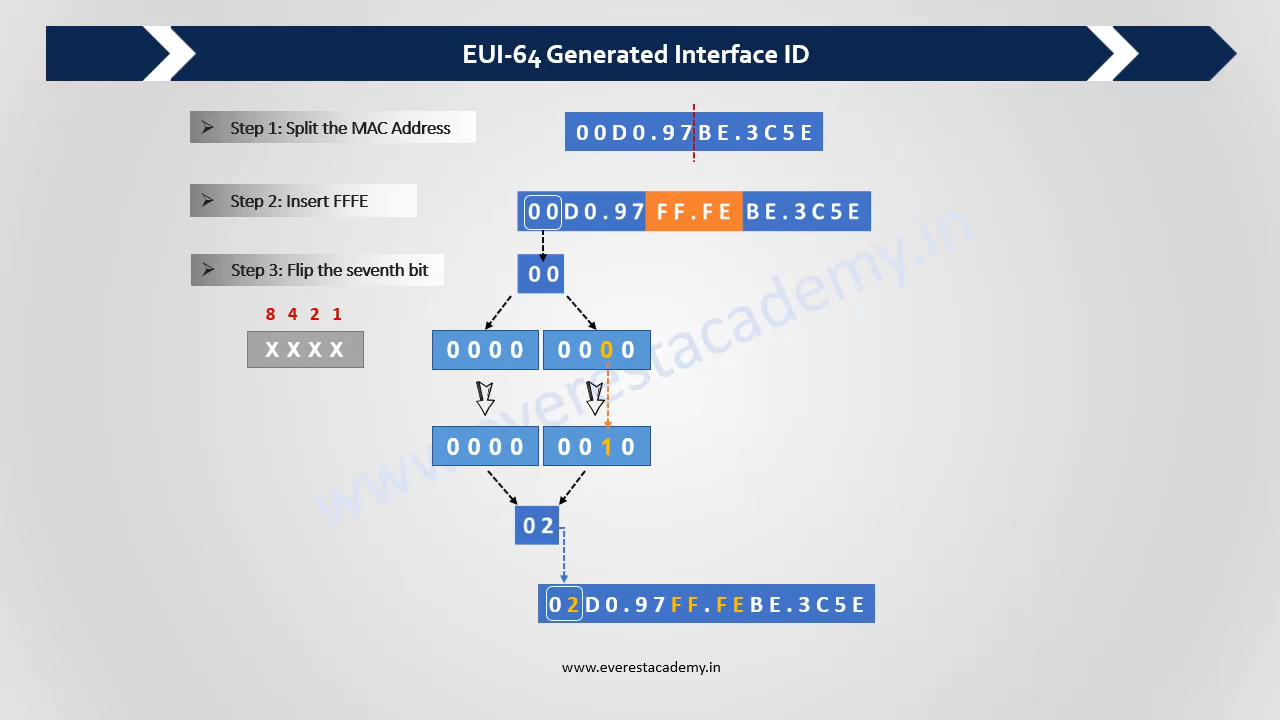 EUI-64 Generated Interface ID
Step 1: Split the MAC Address
00D0.97BE.3C5E
Step 2: Insert FFFE
00D0.97FF.FEBE.3C5E
Step 3: Flip the seventh bit
00
8 4 2 1
X X X X
0000 0000
0000 0010
02
02D0.97FF.FEBE.3C5E
www.everestacademy.in
www.everestacademy.in